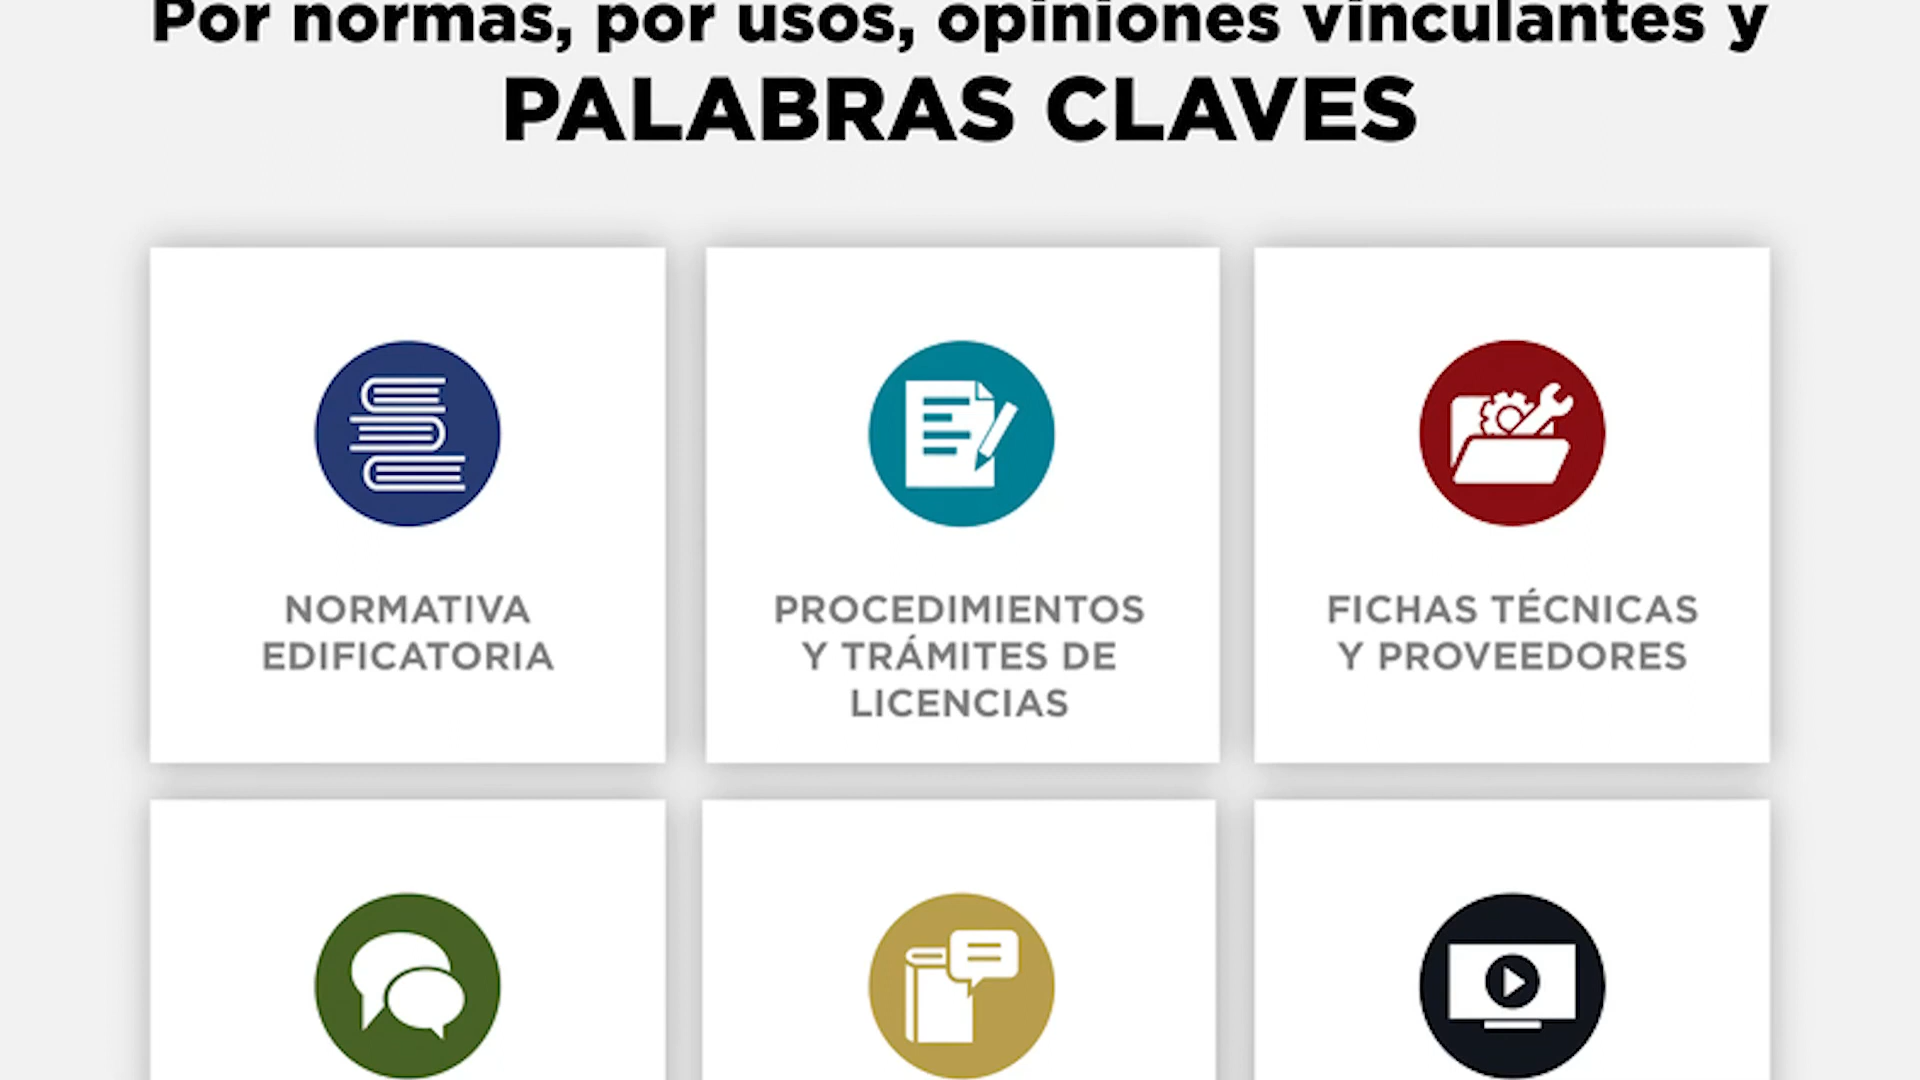 Por normas, por usos, opiniones vinculantes y
PALABRAS CLAVES
NORMATIVA
EDIFICATORIA
PROCEDIMIENTOS
Y TRÁMITES DE
LICENCIAS
FICHAS TÉCNICAS
Y PROVEEDORES